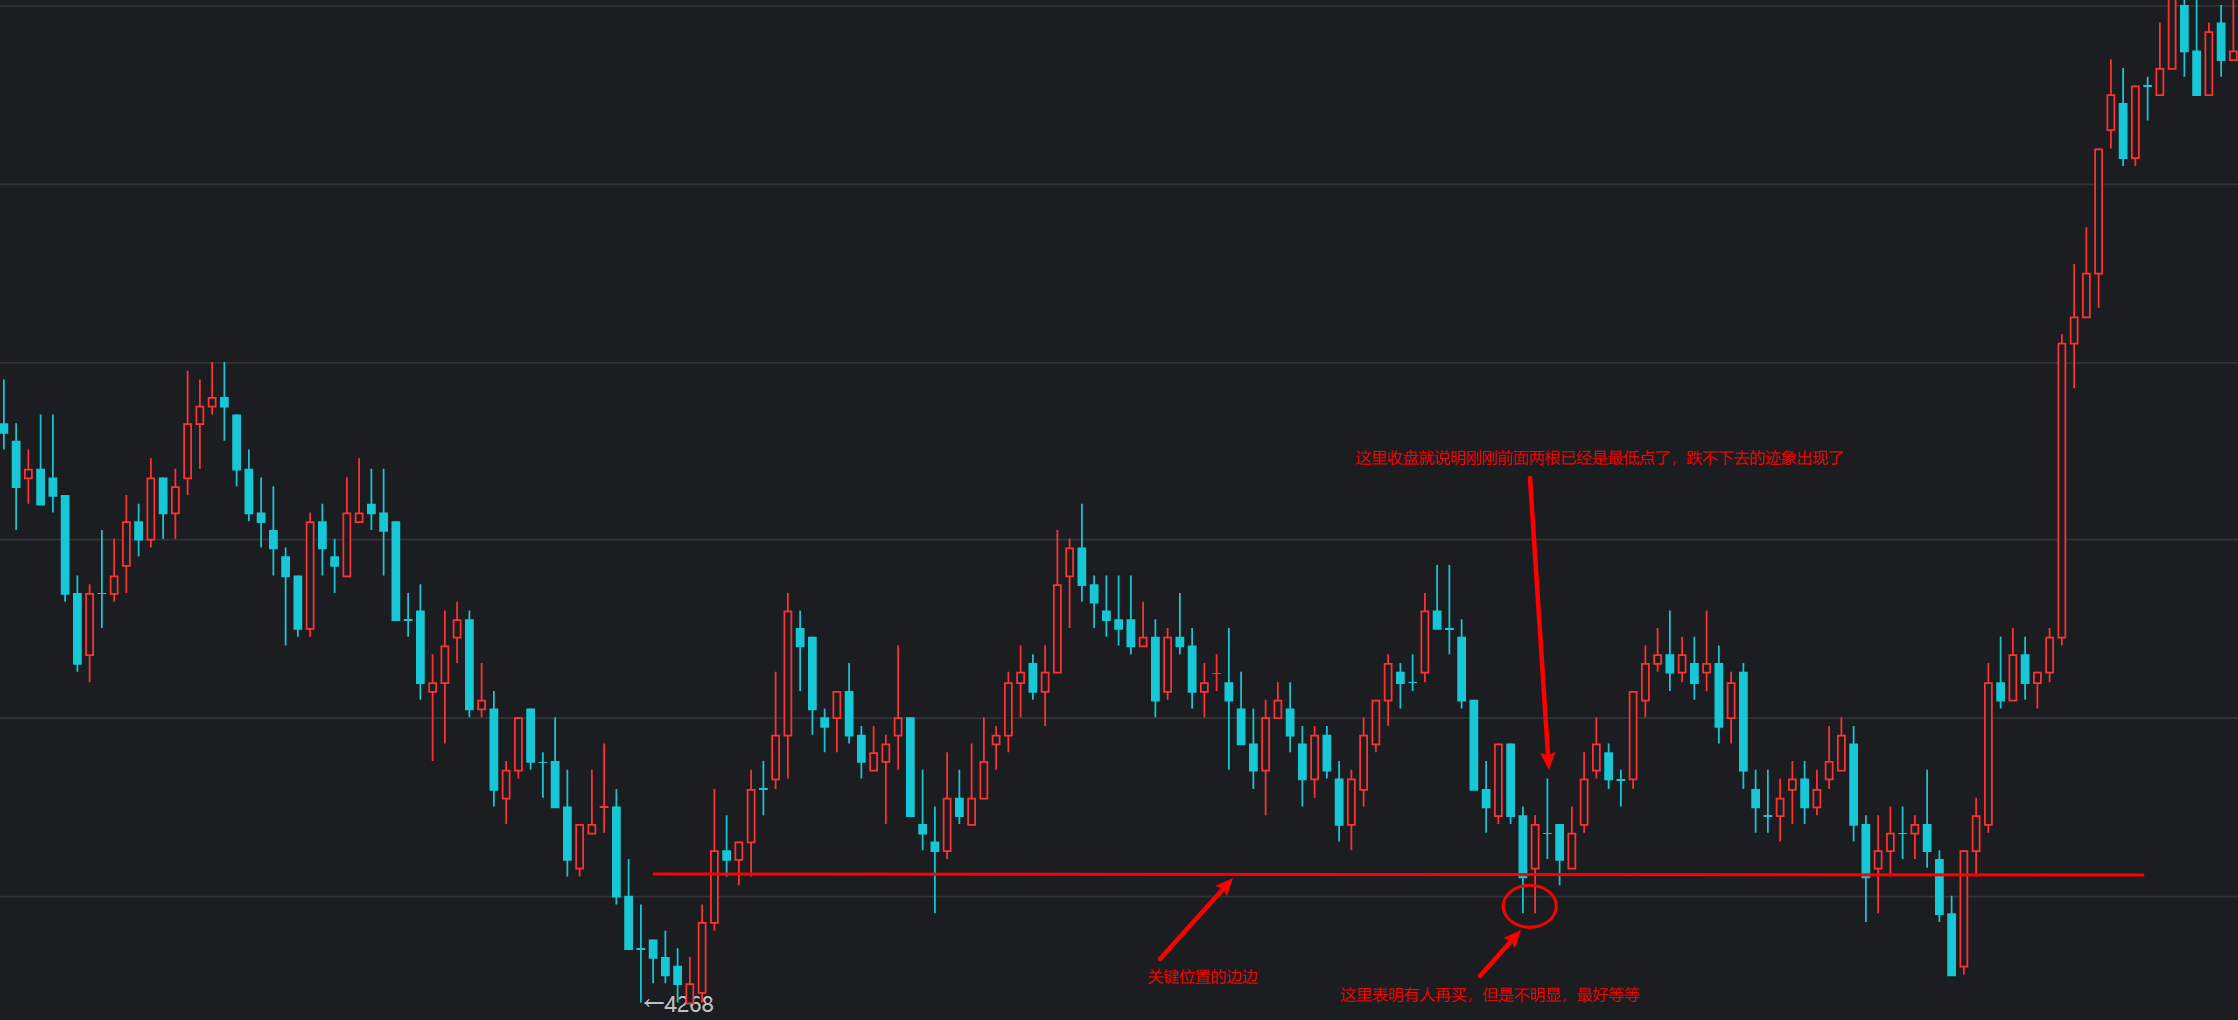 这里收盘就说明刚刚前面两根已经是最低点了，跌不下去的迹象出现了
关键位置的边边
这里表明有人再买，但是不明显，最好等等
←4268